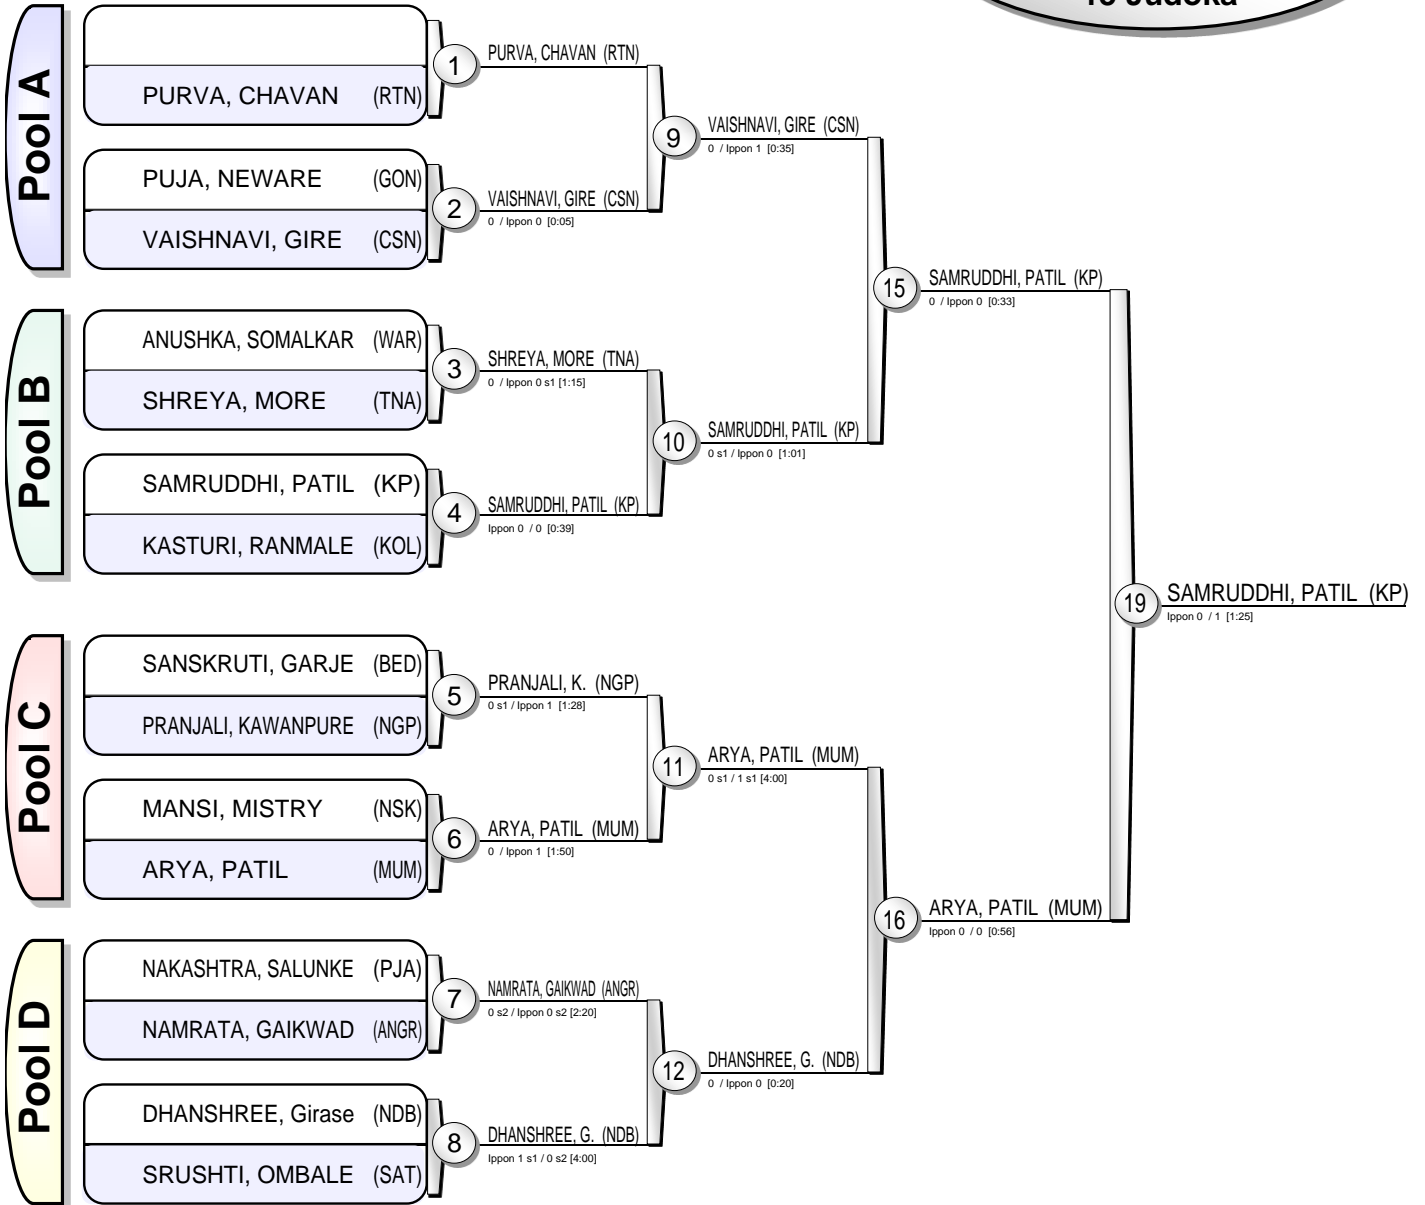 Pool A
PURVA, CHAVAN (RTN)
PUJA, NEWARE (GON)
VAISHNAVI, GIRE (CSN)
1
PURVA, CHAVAN (RTN)
2
VAISHNAVI, GIRE (CSN)
0 / Ippon 0 [0:05]
9
VAISHNAVI, GIRE (CSN)
0 / Ippon 1 [0:35]
Pool B
ANUSHKA, SOMALKAR (WAR)
SHREYA, MORE (TNA)
SAMRUDDHI, PATIL (KP)
KASTURI, RANMALE (KOL)
3
SHREYA, MORE (TNA)
0 / Ippon 0 s1 [1:15]
4
SAMRUDDHI, PATIL (KP)
Ippon 0 / 0 [0:39]
10
SAMRUDDHI, PATIL (KP)
0 s1 / Ippon 0 [1:01]
15
SAMRUDDHI, PATIL (KP)
0 / Ippon 0 [0:33]
Pool C
SANSKRUTI, GARJE (BED)
PRANJALI, KAWANPURE (NGP)
MANSI, MISTRY (NSK)
ARYA, PATIL (MUM)
5
PRANJALI, K. (NGP)
0 s1 / Ippon 1 [1:28]
6
ARYA, PATIL (MUM)
0 / Ippon 1 [1:50]
11
ARYA, PATIL (MUM)
0 s1 / 1 s1 [4:00]
Pool D
NAKASHTRA, SALUNKE (PJA)
NAMRATA, GAIKWAD (ANGR)
DHANSHREE, Girase (NDB)
SRUSHTI, OMBALE (SAT)
7
NAMRATA, GAIKWAD (ANGR)
0 s2 / Ippon 0 s2 [2:20]
8
DHANSHREE, G. (NDB)
Ippon 1 s1 / 0 s2 [4:00]
12
DHANSHREE, G. (NDB)
0 / Ippon 0 [0:20]
16
ARYA, PATIL (MUM)
Ippon 0 / 0 [0:56]
19
SAMRUDDHI, PATIL (KP)
Ippon 0 / 1 [1:25]